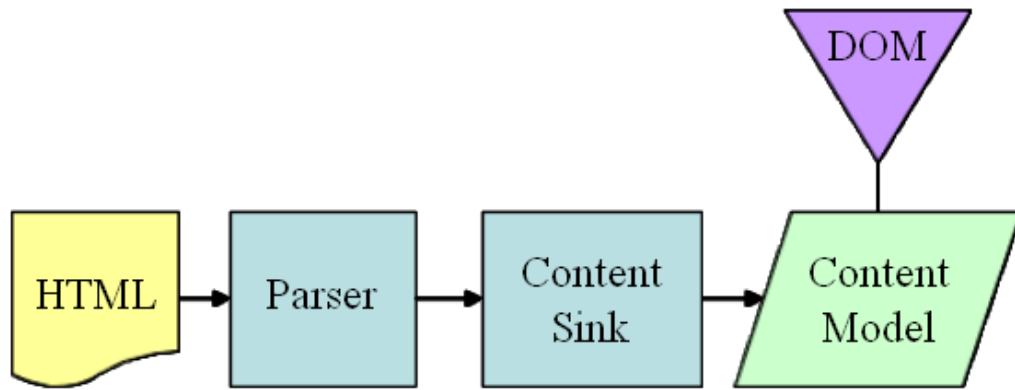 DOM
HTML
Parser
Content
Sink
Content
Model